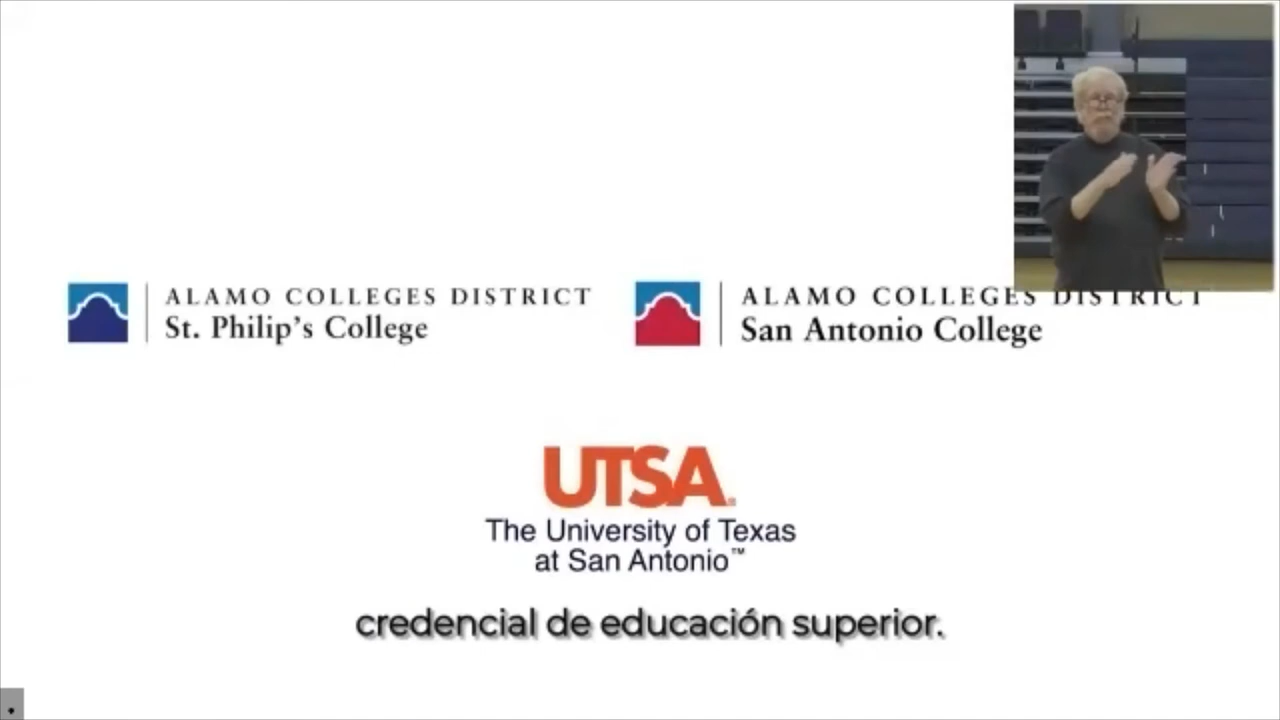 ALAMO COLLEGES DISTRICT
St. Philip's College
ALAMO COLLEGES DISTRICT
San Antonio College
UTSA®
The University of Texas
at San Antonio™
credencial de educación superior.